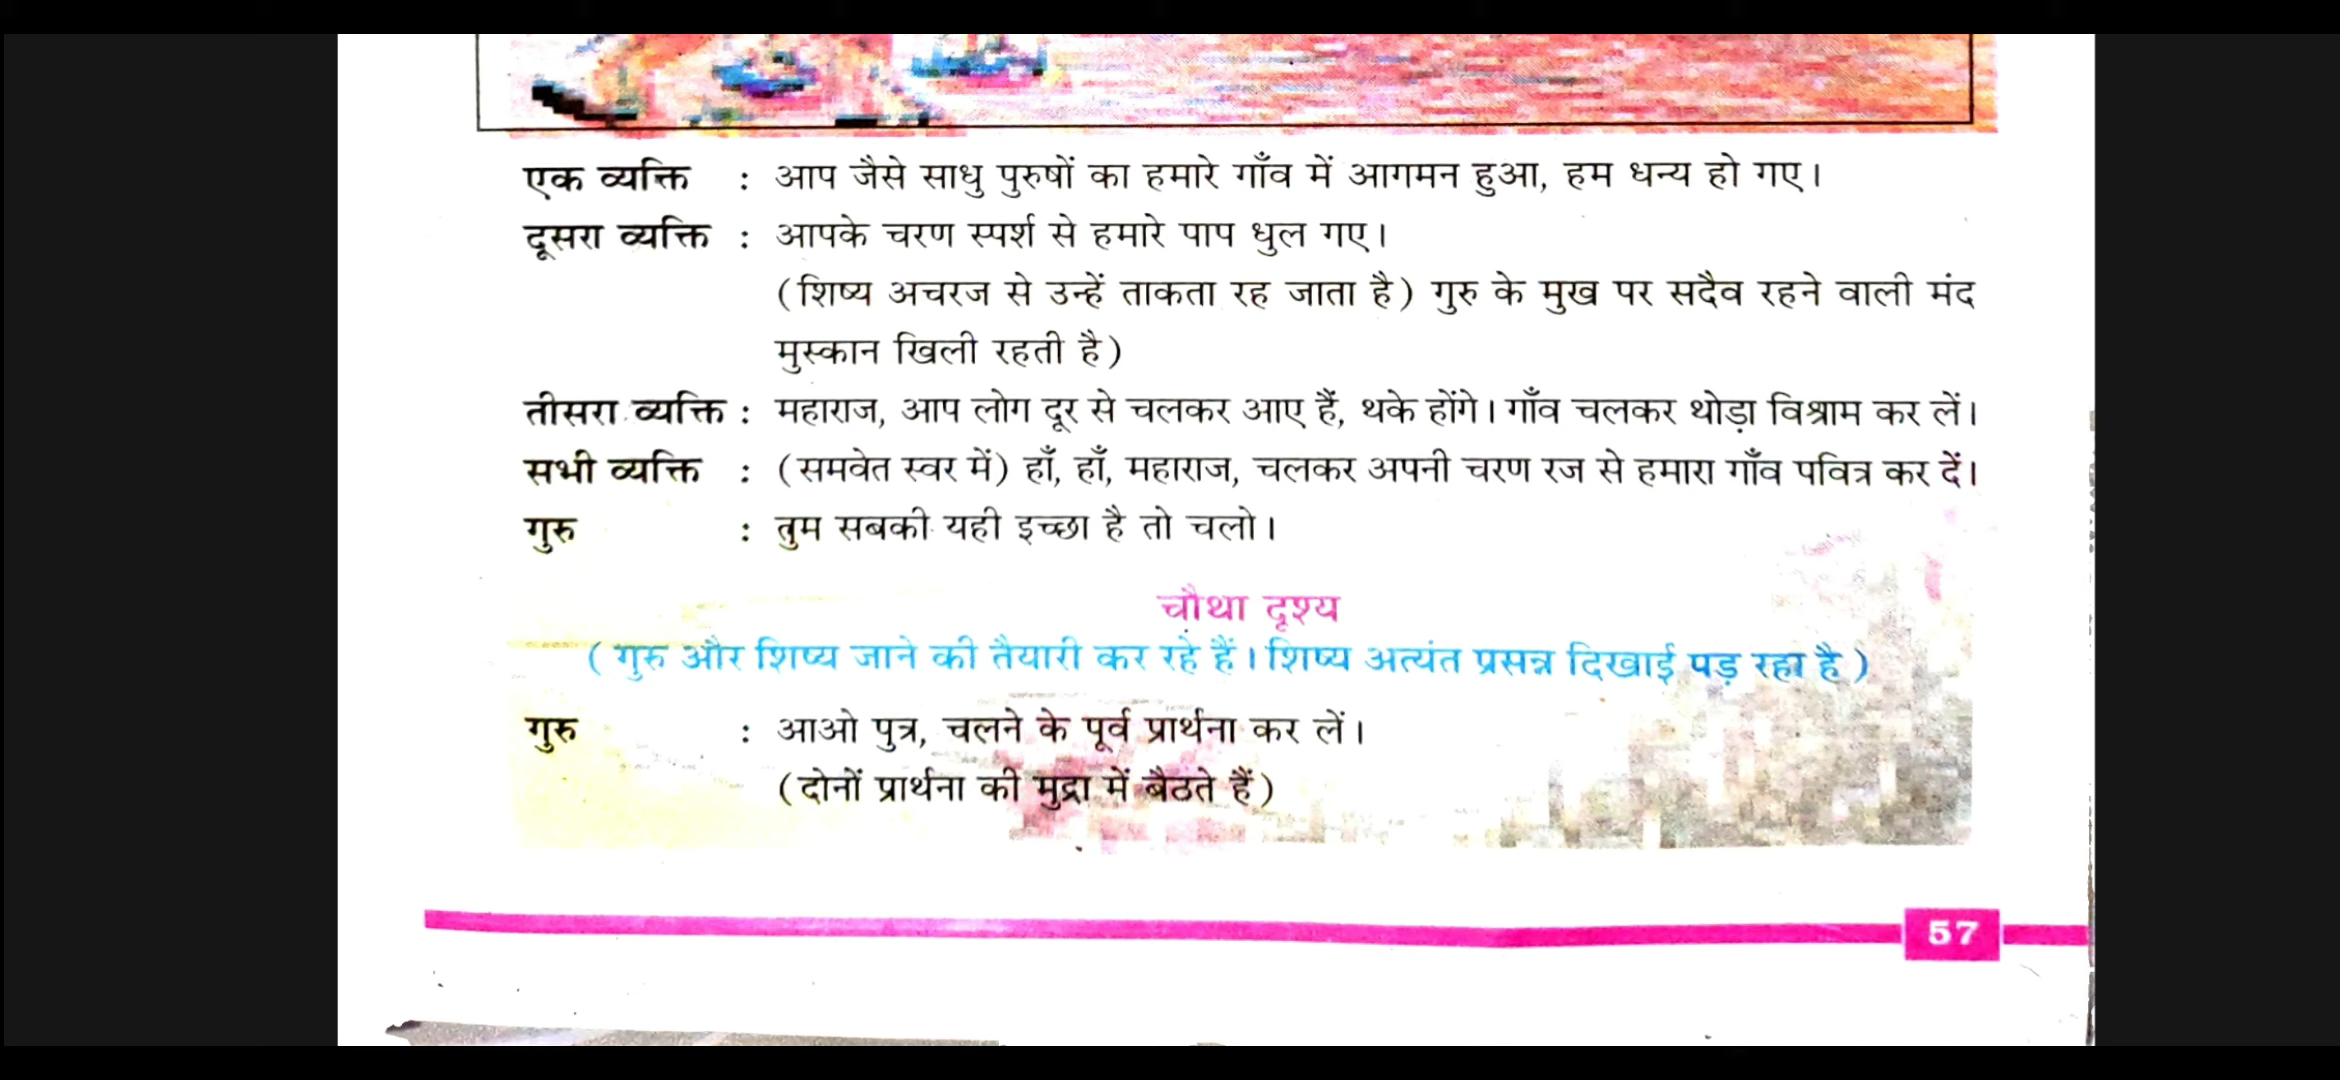 एक व्यक्ति : आप जैसे साधु पुरुषों का हमारे गाँव में आगमन हुआ, हम धन्य हो गए।
दूसरा व्यक्ति : आपके चरण स्पर्श से हमारे पाप धुल गए।
(शिष्य अचरज से उन्हें ताकता रह जाता है) गुरु के मुख पर सदैव रहने वाली मंद
मुस्कान खिली रहती है)
तीसरा व्यक्ति : महाराज, आप लोग दूर से चलकर आए हैं, थके होंगे। गाँव चलकर थोड़ा विश्राम कर लें।
सभी व्यक्ति : (समवेत स्वर में) हाँ, हाँ, महाराज, चलकर अपनी चरण रज से हमारा गाँव पवित्र कर दें।
गुरु : तुम सबकी यही इच्छा है तो चलो।
चौथा दृश्य
(गुरु और शिष्य जाने की तैयारी कर रहे हैं। शिष्य अत्यंत प्रसन्न दिखाई पड़ रहा है)
गुरु : आओ पुत्र, चलने के पूर्व प्रार्थना कर लें।
(दोनों प्रार्थना की मुद्रा में बैठते हैं)
57